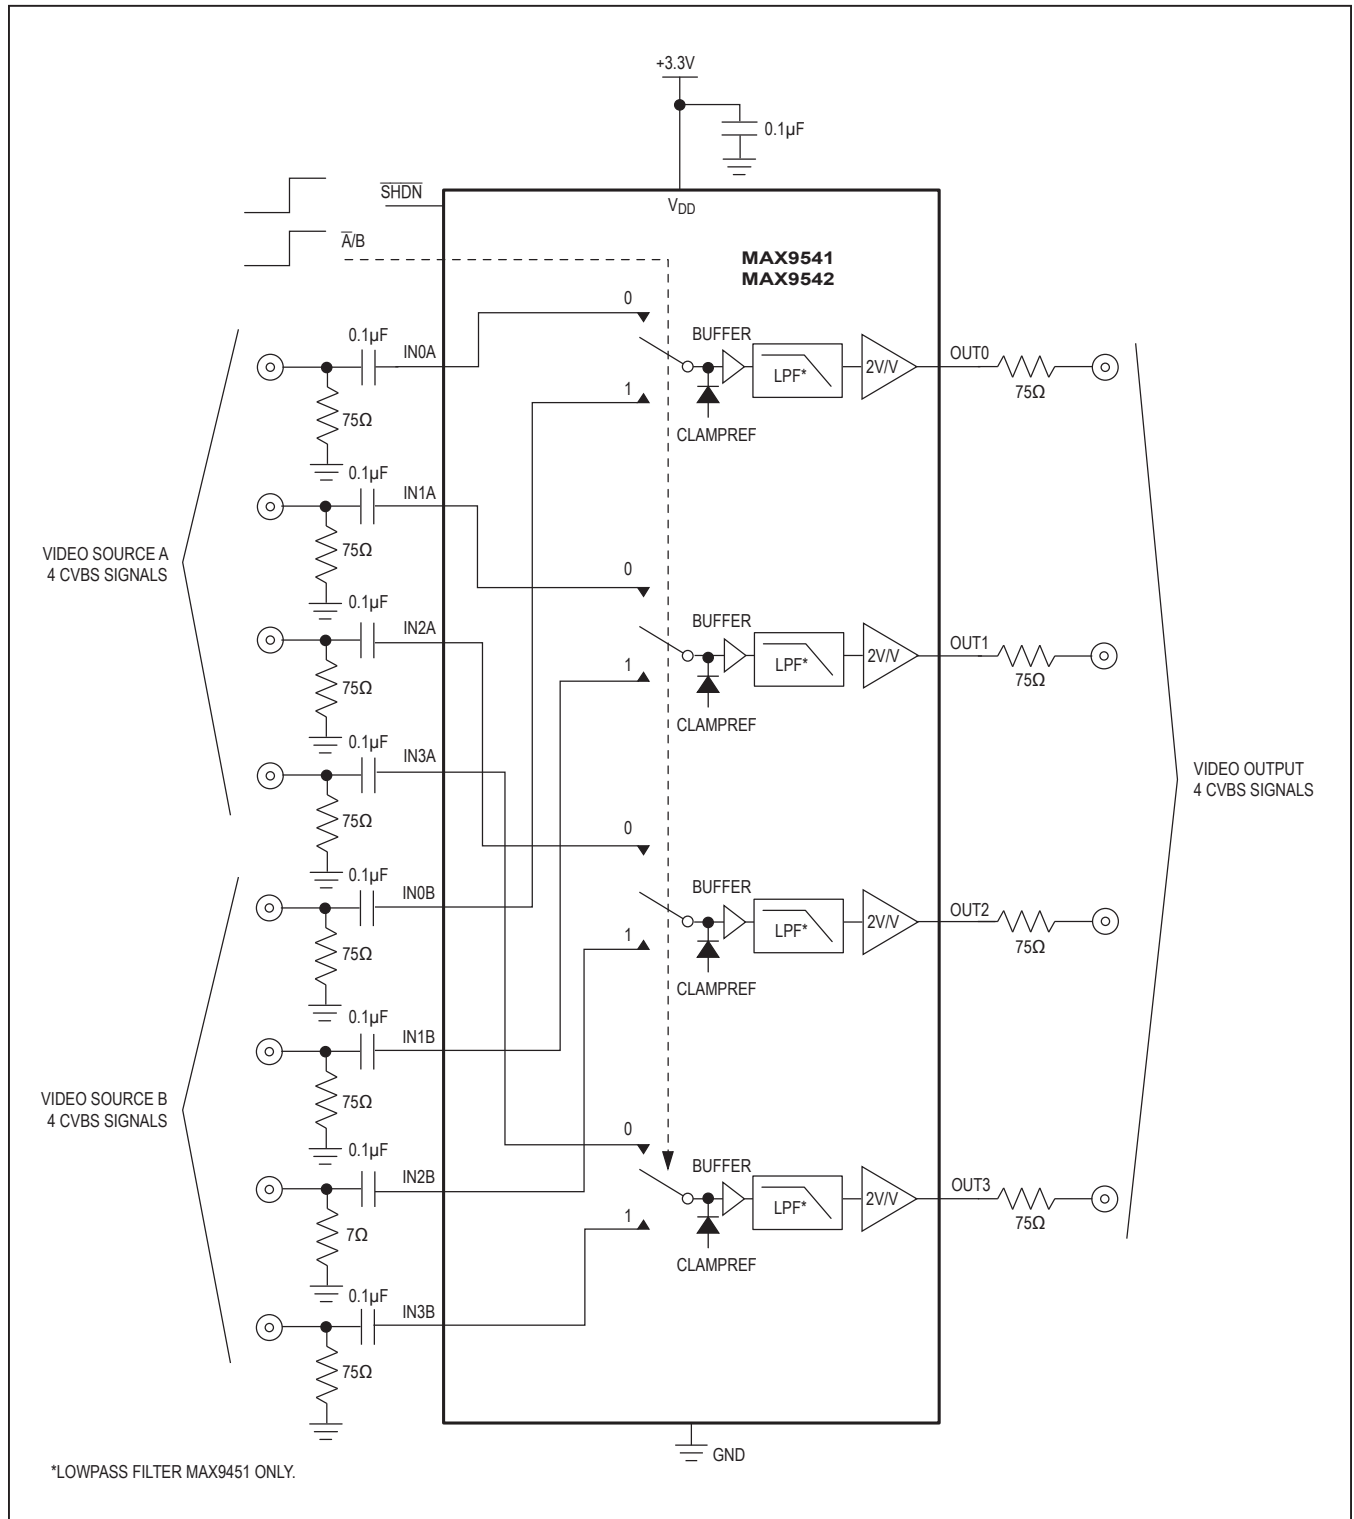 +3.3V
0.1µF
SHDN
VDD
A/B
MAX9541
MAX9542
0
0.1µF
IN0A
BUFFER
LPF*
2V/V
OUT0
75Ω
1
75Ω
CLAMPREF
0.1µF
IN1A
75Ω
VIDEO SOURCE A
4 CVBS SIGNALS
0
0.1µF
IN2A
BUFFER
LPF*
2V/V
OUT1
75Ω
1
75Ω
CLAMPREF
0.1µF
IN3A
VIDEO OUTPUT
4 CVBS SIGNALS
75Ω
0
0.1µF
IN0B
BUFFER
LPF*
2V/V
OUT2
75Ω
1
75Ω
CLAMPREF
0.1µF
IN1B
VIDEO SOURCE B
4 CVBS SIGNALS
75Ω
0
0.1µF
IN2B
BUFFER
LPF*
2V/V
OUT3
75Ω
1
7Ω
CLAMPREF
0.1µF
IN3B
75Ω
GND
*LOWPASS FILTER MAX9451 ONLY.